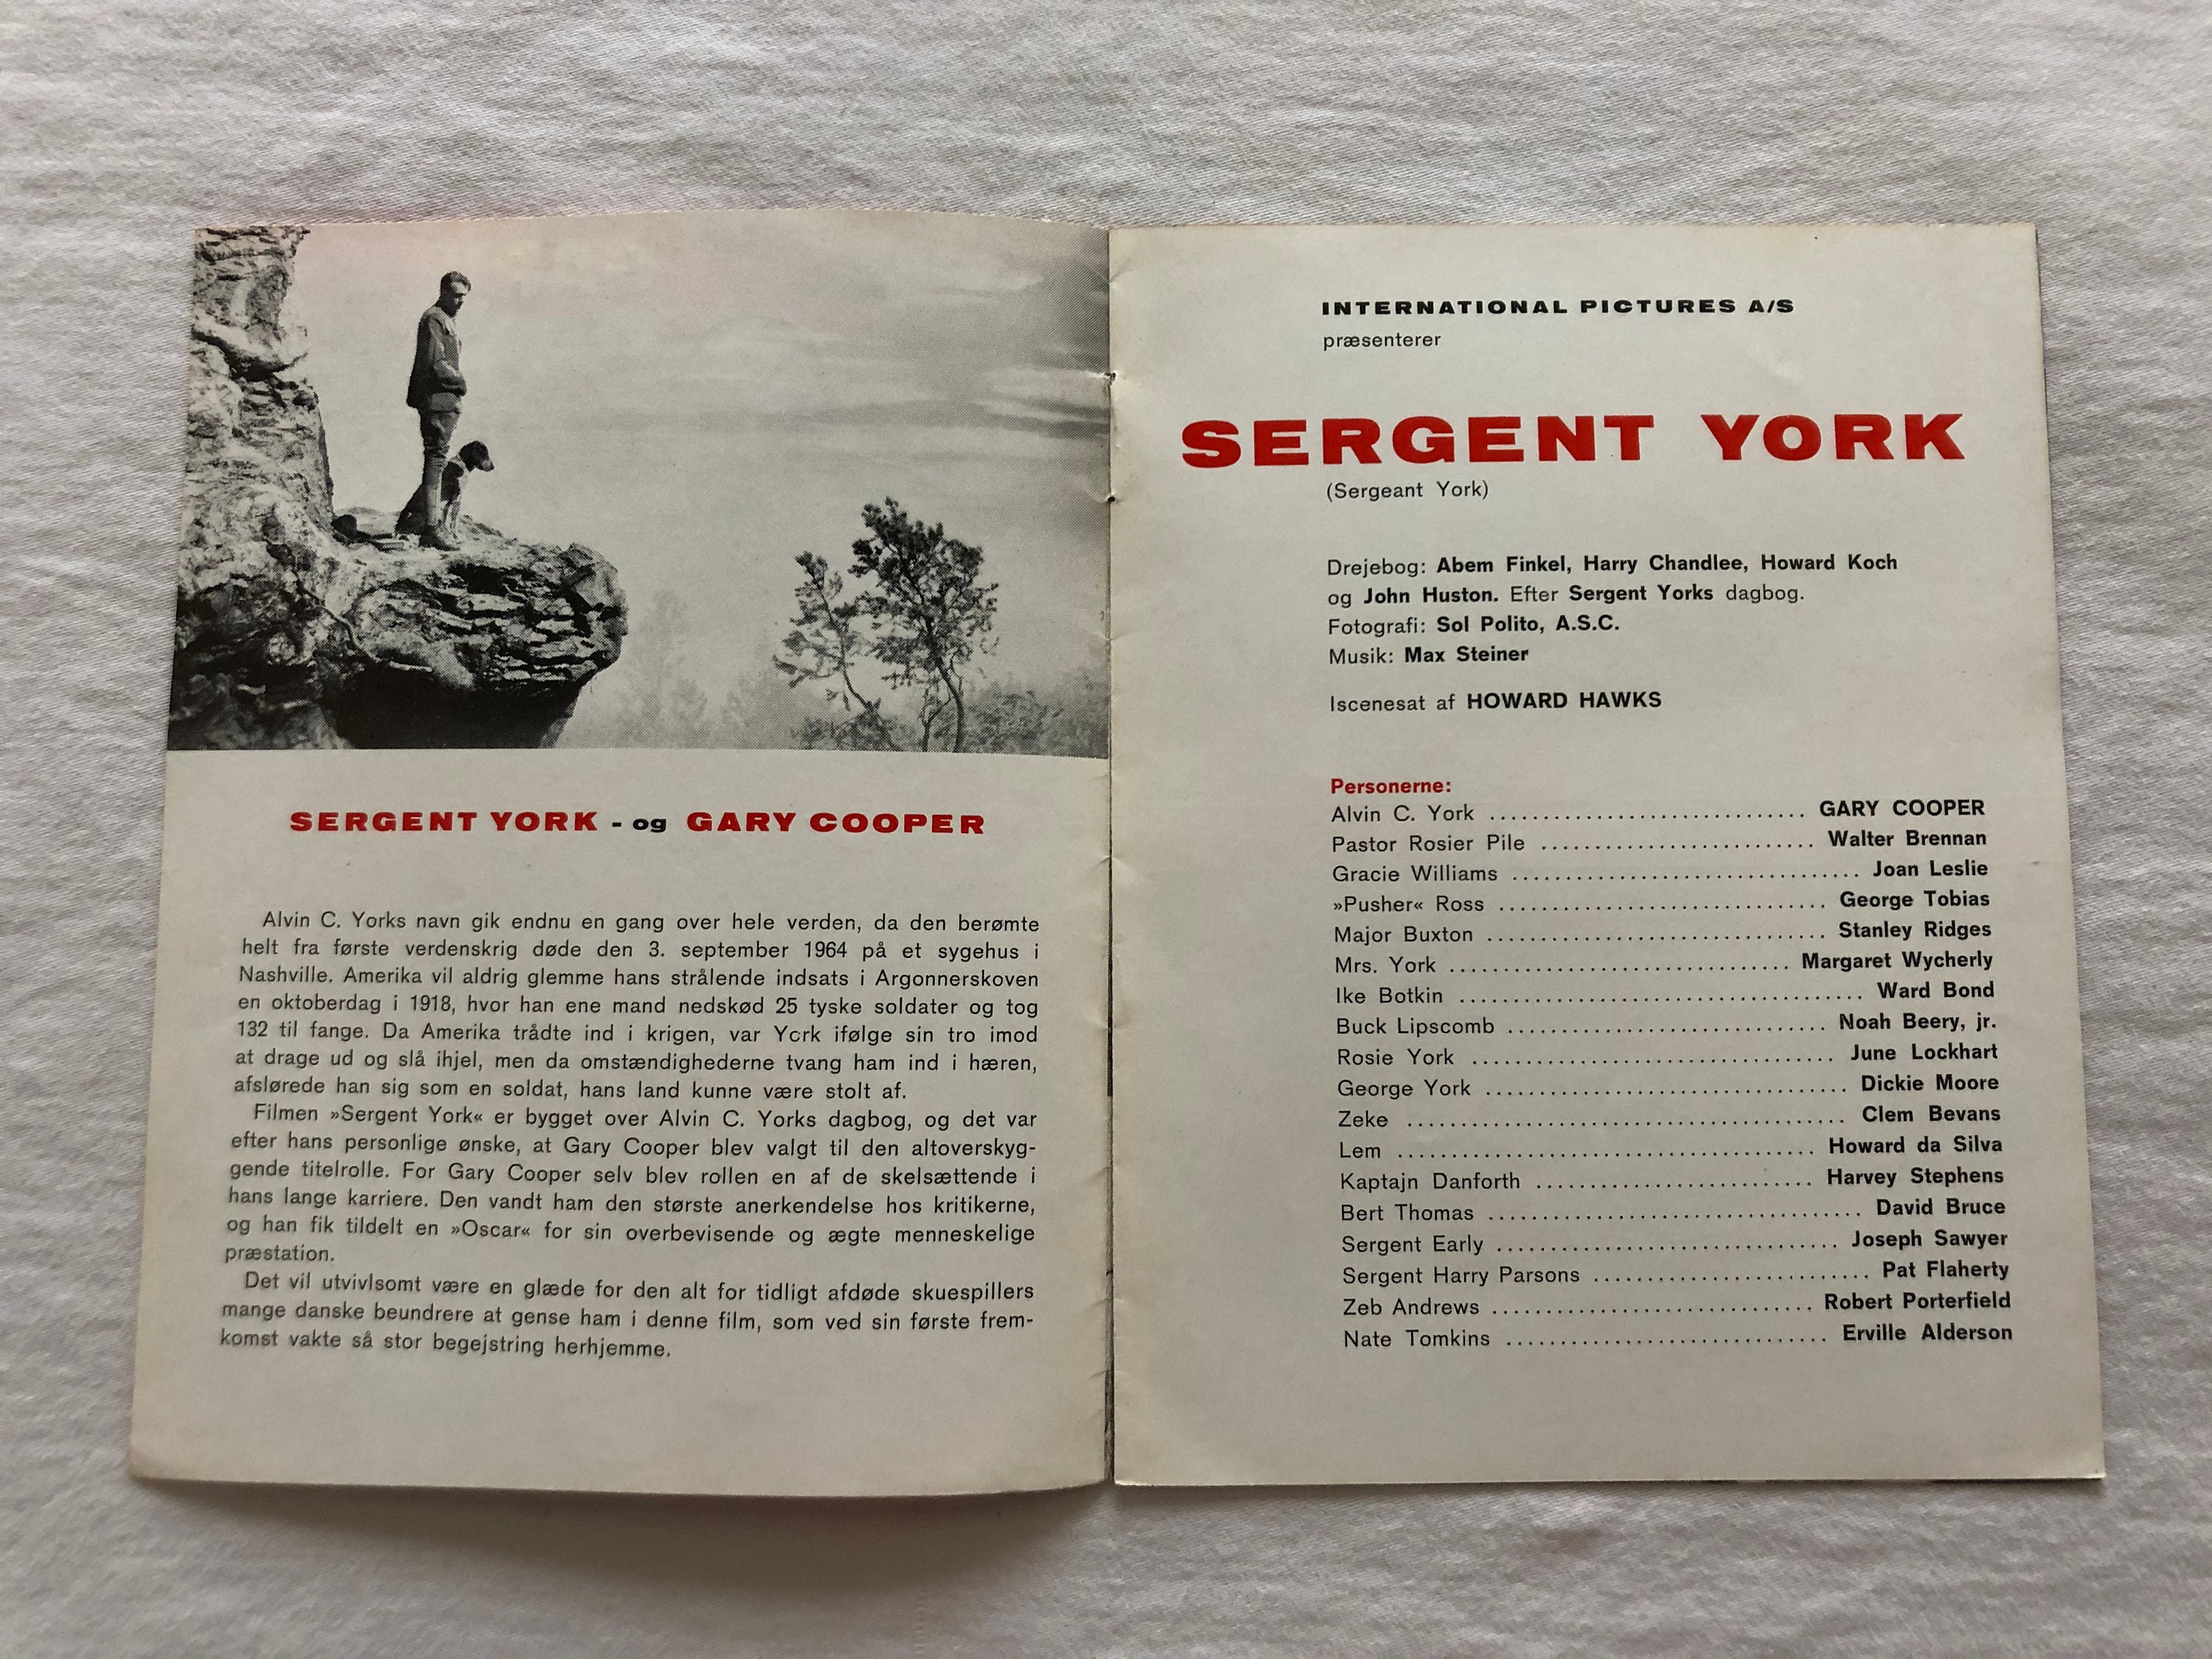 SERGENT YORK - og GARY COOPER
Alvin C. Yorks navn gik endnu en gang over hele verden, da den berømte
helt fra første verdenskrig døde den 3. september 1964 på et sygehus i
Nashville. Amerika vil aldrig glemme hans strålende indsats i Argonnerskoven
en oktoberdag i 1918, hvor han ene mand nedskød 25 tyske soldater og tog
132 til fange. Da Amerika trådte ind i krigen, var York ifølge sin tro imod
at drage ud og slå ihjel, men da omstændighederne tvang ham ind i hæren,
afslørede han sig som en soldat, hans land kunne være stolt af.
Filmen »Sergent York« er bygget over Alvin C. Yorks dagbog, og det var
efter hans personlige ønske, at Gary Cooper blev valgt til den altoverskyg-
gende titelrolle. For Gary Cooper selv blev rollen en af de skelsættende i
hans lange karriere. Den vandt ham den største anerkendelse hos kritikerne,
og han fik tildelt en »Oscar« for sin overbevisende og ægte menneskelige
præstation.
Det vil utvivlsomt være en glæde for den alt for tidligt afdøde skuespillers
mange danske beundrere at gense ham i denne film, som ved sin første frem-
komst vakte så stor begejstring herhjemme.
INTERNATIONAL PICTURES A/S
præsenterer
SERGENT YORK
(Sergeant York)
Drejebog: Abem Finkel, Harry Chandlee, Howard Koch
og John Huston. Efter Sergent Yorks dagbog.
Fotografi: Sol Polito, A.S.C.
Musik: Max Steiner
Iscenesat af HOWARD HAWKS
Personerne:
Alvin C. York .............................. GARY COOPER
Pastor Rosier Pile .......................... Walter Brennan
Gracie Williams ................................. Joan Leslie
»Pusher« Ross ............................... George Tobias
Major Buxton ................................ Stanley Ridges
Mrs. York ................................ Margaret Wycherly
Ike Botkin ...................................... Ward Bond
Buck Lipscomb .............................. Noah Beery, jr.
Rosie York .................................. June Lockhart
George York .................................. Dickie Moore
Zeke ......................................... Clem Bevans
Lem ....................................... Howard da Silva
Kaptajn Danforth .......................... Harvey Stephens
Bert Thomas ................................... David Bruce
Sergent Early ................................ Joseph Sawyer
Sergent Harry Parsons .......................... Pat Flaherty
Zeb Andrews .............................. Robert Porterfield
Nate Tomkins .............................. Erville Alderson